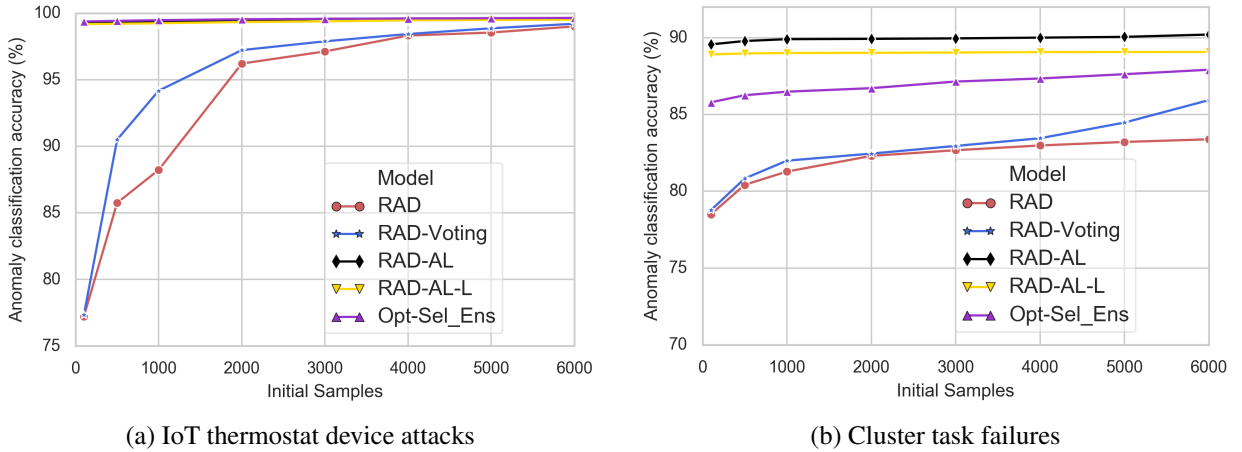 Anomaly classification accuracy (%)
100
95
90
85
80
75
0
1000
2000
3000
4000
5000
6000
Initial Samples
Model
RAD
RAD-Voting
RAD-AL
RAD-AL-L
Opt-Sel_Ens
(a) IoT thermostat device attacks
Anomaly classification accuracy (%)
90
85
80
75
70
0
1000
2000
3000
4000
5000
6000
Initial Samples
Model
RAD
RAD-Voting
RAD-AL
RAD-AL-L
Opt-Sel_Ens
(b) Cluster task failures